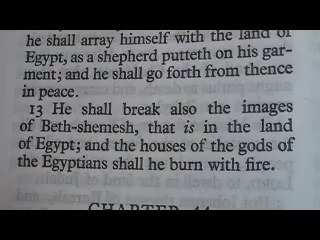 he shall array himself with the land of
Egypt, as a shepherd putteth on his gar-
ment; and he shall go forth from thence
in peace.
13 He shall break also the images
of Beth-shemesh, that is in the land
of Egypt; and the houses of the gods of
the Egyptians shall he burn with fire.
CHAPTER 44